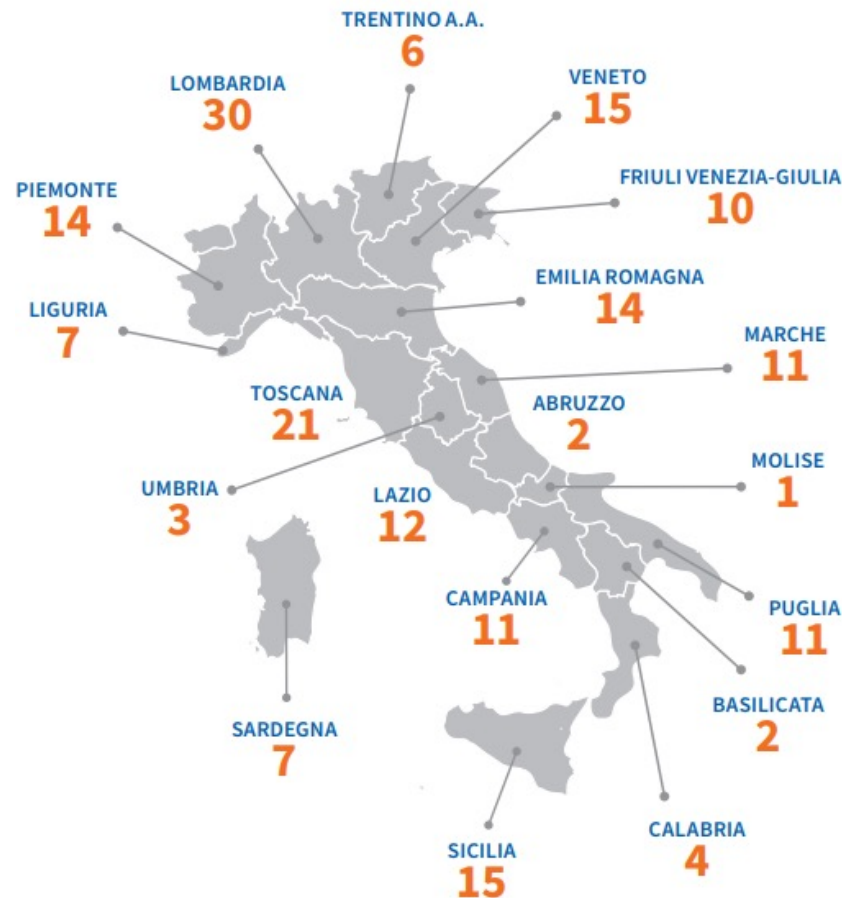 TRENTINO A.A.
6
LOMBARDIA
30
VENETO
15
PIEMONTE
14
FRIULI VENEZIA-GIULIA
10
EMILIA ROMAGNA
14
LIGURIA
7
MARCHE
11
TOSCANA
21
ABRUZZO
2
MOLISE
1
UMBRIA
3
LAZIO
12
CAMPANIA
11
PUGLIA
11
BASILICATA
2
SARDEGNA
7
CALABRIA
4
SICILIA
15